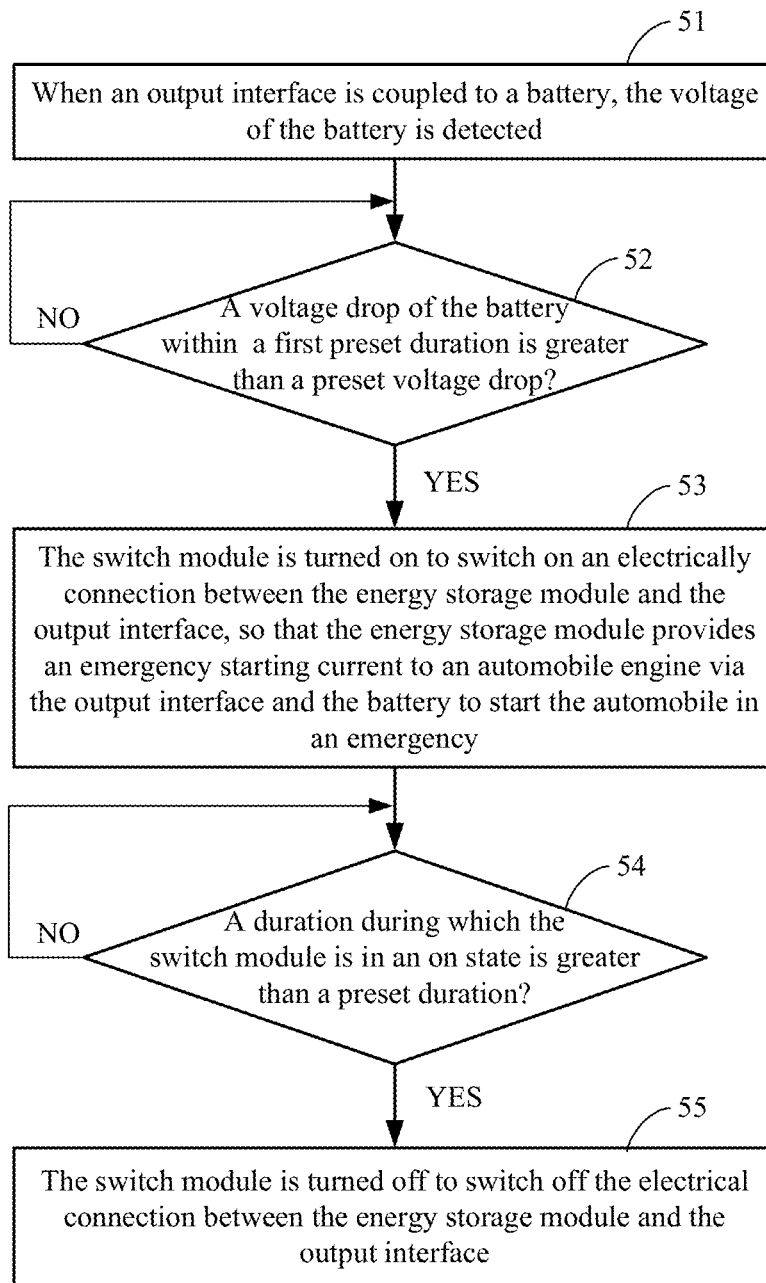 51
When an output interface is coupled to a battery, the voltage
of the battery is detected
52
A voltage drop of the battery
within a first preset duration is greater
than a preset voltage drop?
NO
YES
53
The switch module is turned on to switch on an electrically
connection between the energy storage module and the
output interface, so that the energy storage module provides
an emergency starting current to an automobile engine via
the output interface and the battery to start the automobile in
an emergency
54
A duration during which the
switch module is in an on state is greater
than a preset duration?
NO
YES
55
The switch module is turned off to switch off the electrical
connection between the energy storage module and the
output interface